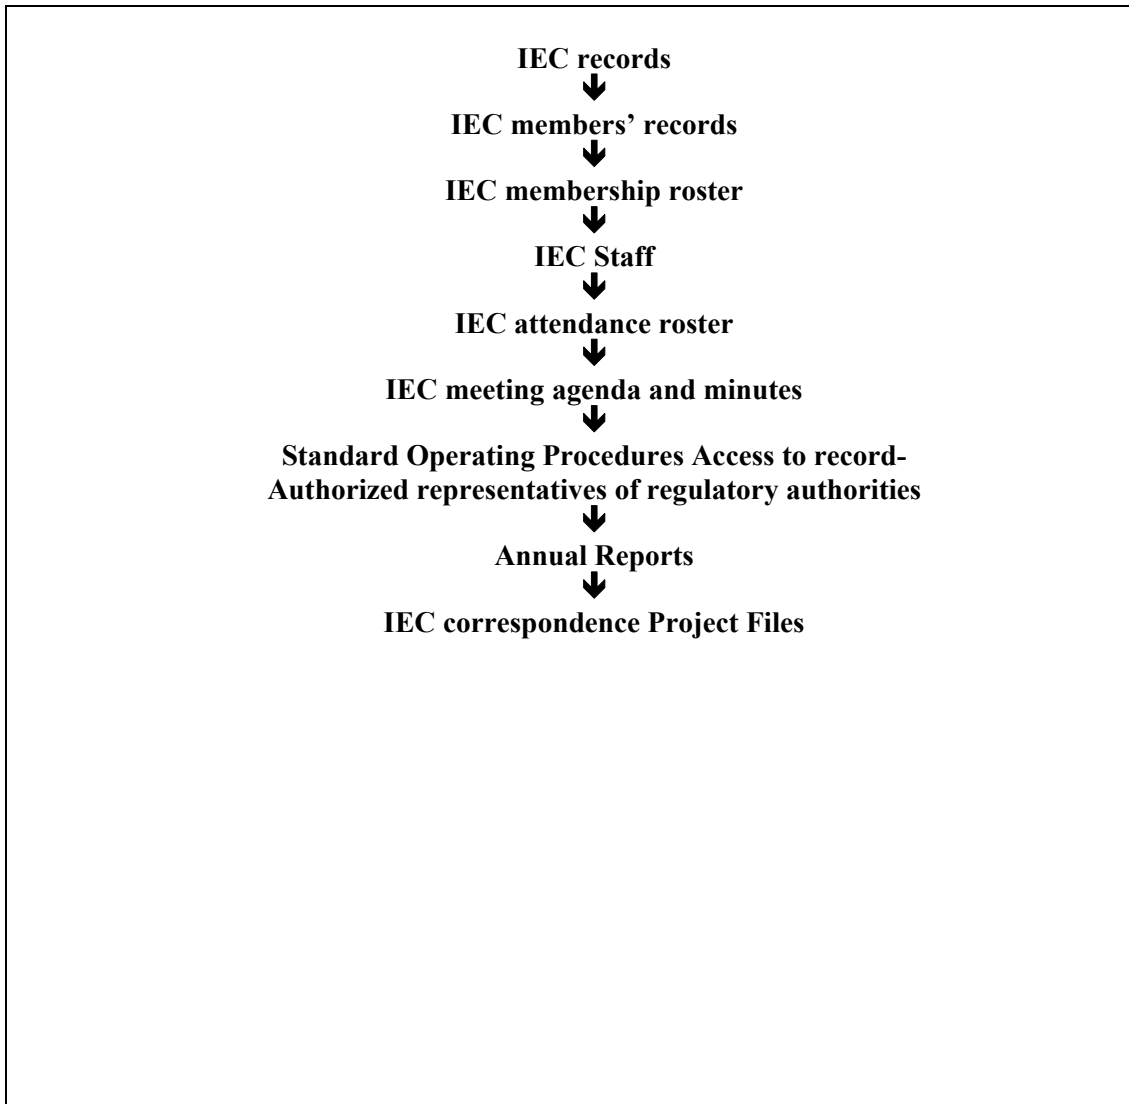 IEC records
IEC members’ records
IEC membership roster
IEC Staff
IEC attendance roster
IEC meeting agenda and minutes
Standard Operating Procedures Access to record-
Authorized representatives of regulatory authorities
Annual Reports
IEC correspondence Project Files